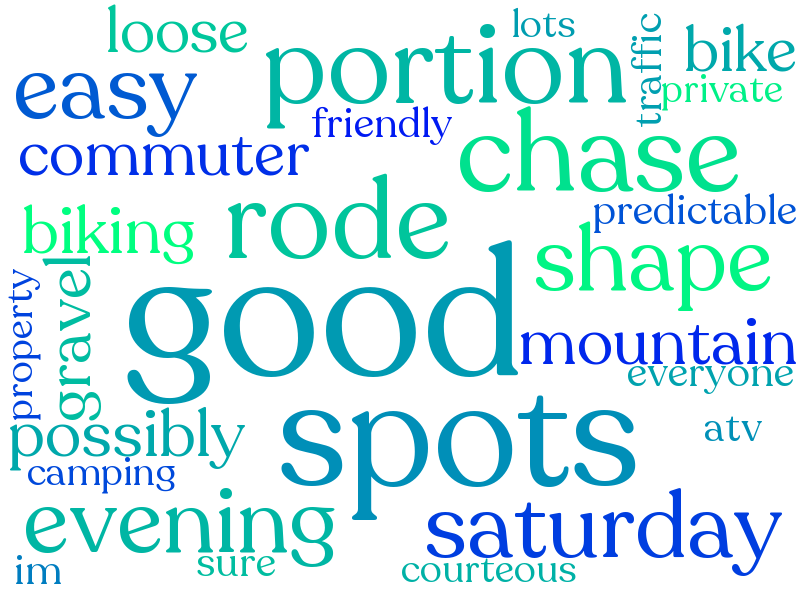 loose
lots
portion
traffic
bike
easy
private
friendly
commuter
chase
predictable
biking
rode
shape
good
gravel
property
mountain
everyone
spots
possibly
atv
camping
evening
saturday
sure
courteous
im